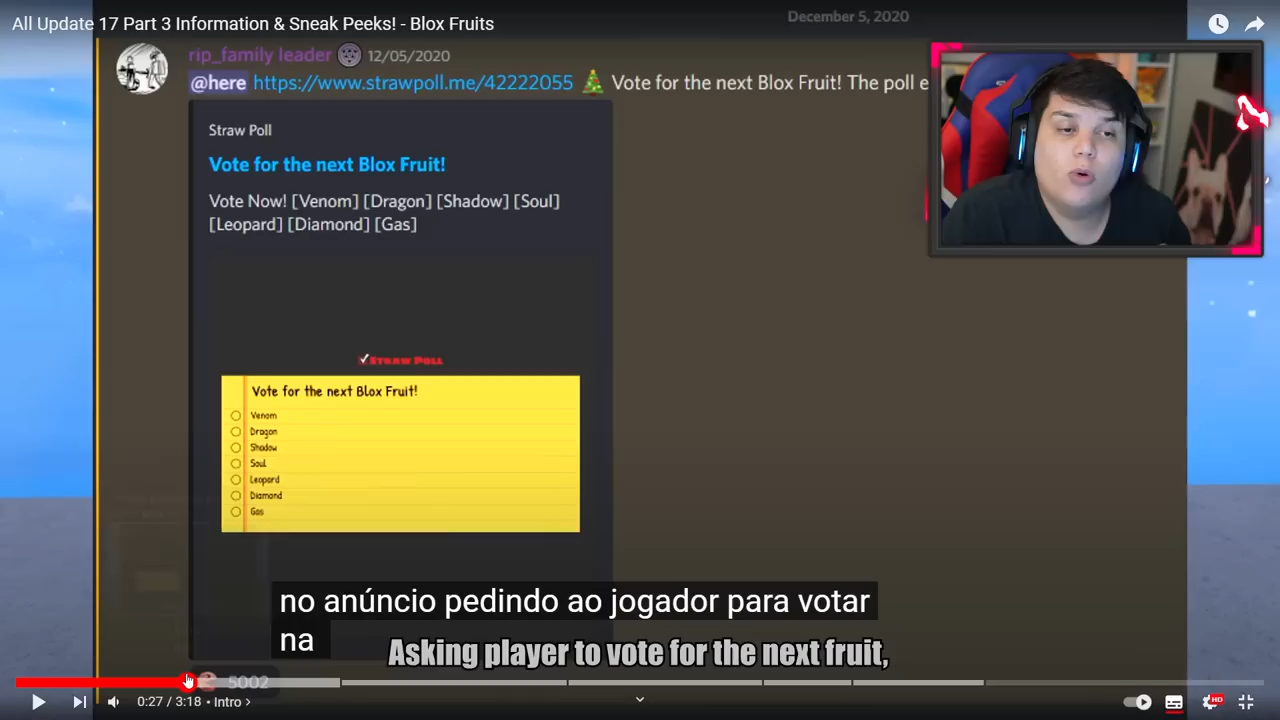 All Update 17 Part 3 Information & Sneak Peeks! - Blox Fruits
December 5, 2020
rip_family leader 12/05/2020
@here https://www.strawpoll.me/42222055 🎄 Vote for the next Blox Fruit! The poll e
Straw Poll
Vote for the next Blox Fruit!
Vote Now! [Venom] [Dragon] [Shadow] [Soul]
[Leopard] [Diamond] [Gas]
STRAW POLL
Vote for the next Blox Fruit!
Venom
Dragon
Shadow
Soul
Leopard
Diamond
Gas
no anúncio pedindo ao jogador para votar
na
Asking player to vote for the next fruit,
5002
0:27 / 3:18 • Intro ›
HD